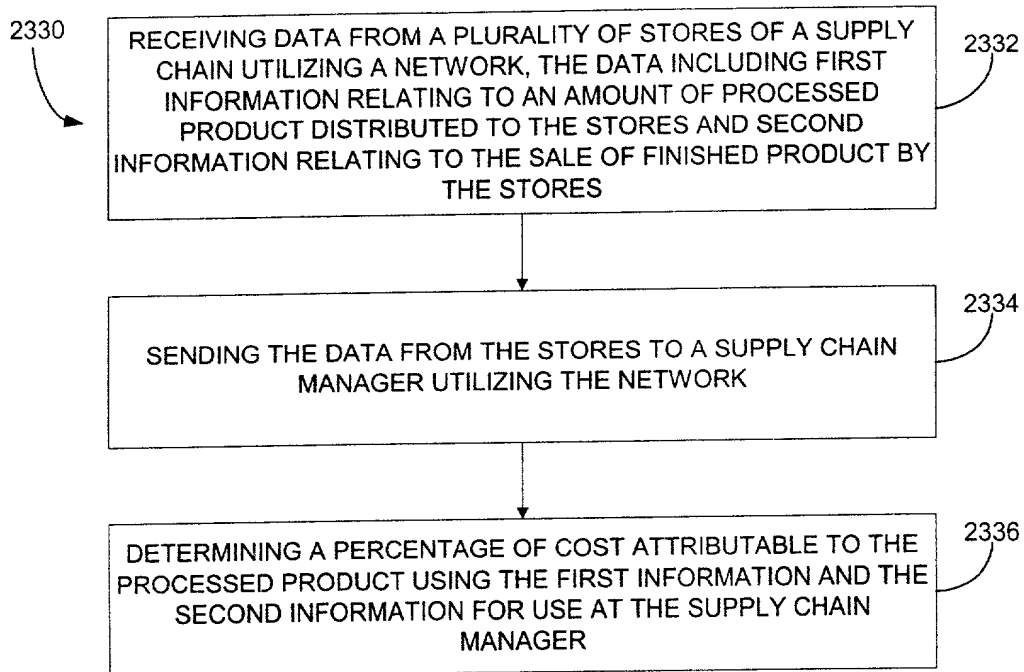 2330
RECEIVING DATA FROM A PLURALITY OF STORES OF A SUPPLY
CHAIN UTILIZING A NETWORK, THE DATA INCLUDING FIRST
INFORMATION RELATING TO AN AMOUNT OF PROCESSED
PRODUCT DISTRIBUTED TO THE STORES AND SECOND
INFORMATION RELATING TO THE SALE OF FINISHED PRODUCT BY
THE STORES
2332
SENDING THE DATA FROM THE STORES TO A SUPPLY CHAIN
MANAGER UTILIZING THE NETWORK
2334
DETERMINING A PERCENTAGE OF COST ATTRIBUTABLE TO THE
PROCESSED PRODUCT USING THE FIRST INFORMATION AND THE
SECOND INFORMATION FOR USE AT THE SUPPLY CHAIN
MANAGER
2336